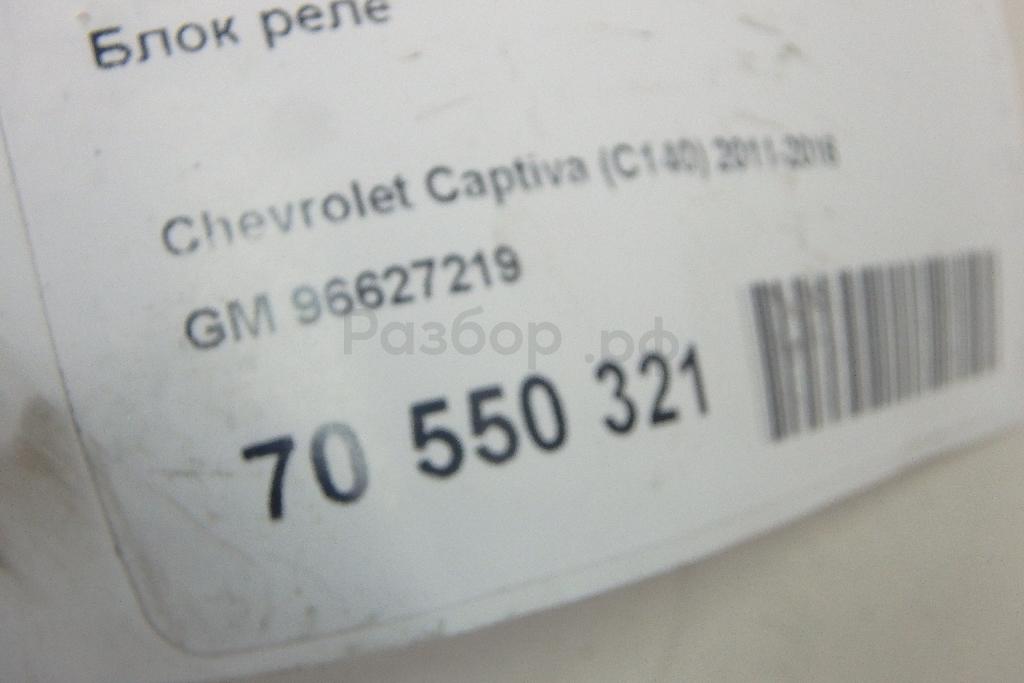 Блок реле
Chevrolet Captiva (C140) 2011-2016
GM 96627219
Разбор .рф
70 550 321